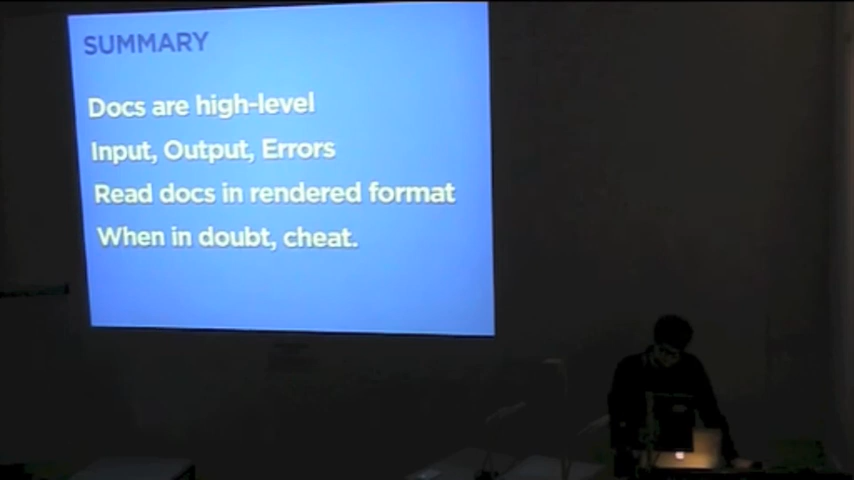 SUMMARY
Docs are high-level
Input, Output, Errors
Read docs in rendered format
When in doubt, cheat.